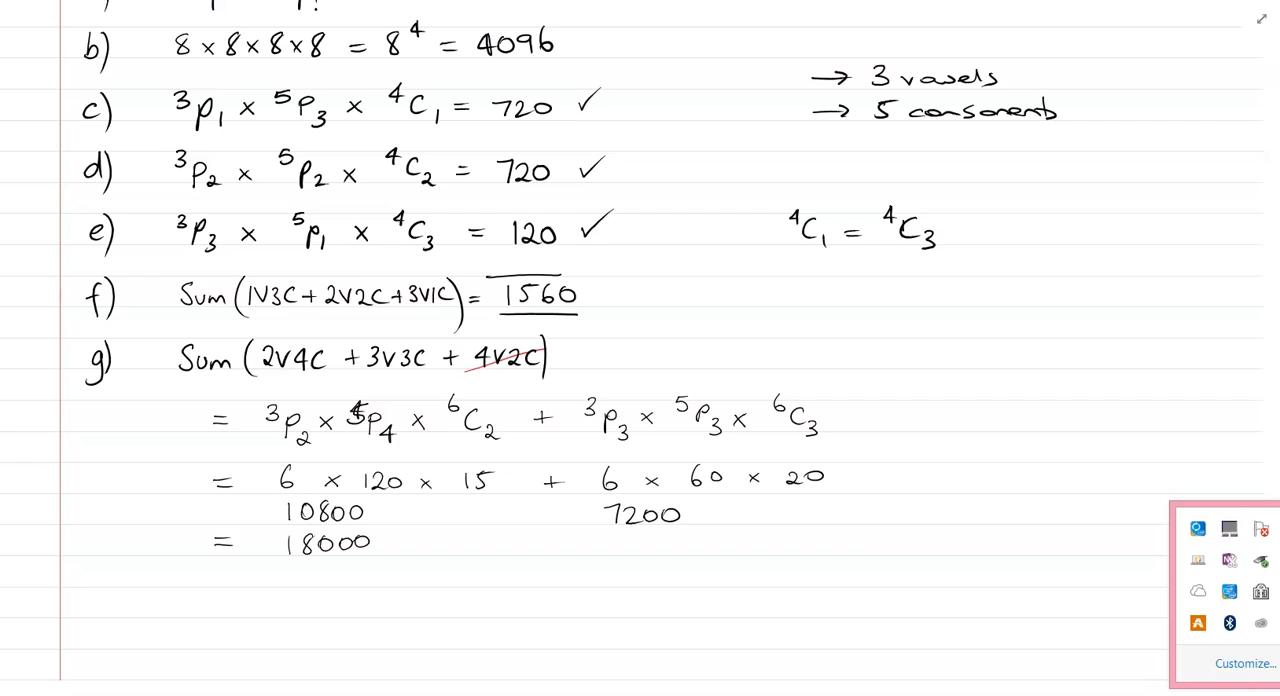 b) 8 × 8 × 8 × 8 = 8⁴ = 4096
→ 3 vowels
c) ³P₁ × ⁵P₃ × ⁴C₁ = 720 ✓
→ 5 consonents
d) ³P₂ × ⁵P₂ × ⁴C₂ = 720 ✓
e) ³P₃ × ⁵P₁ × ⁴C₃ = 120 ✓
⁴C₁ = ⁴C₃
f) Sum (1V3C + 2V2C + 3V1C) = 1560
g) Sum (2V4C + 3V3C + 4V2C)
= ³P₂ × ⁵P₄ × ⁶C₂ + ³P₃ × ⁵P₃ × ⁶C₃
= 6 × 120 × 15 + 6 × 60 × 20
10800 7200
= 18000
Customize...